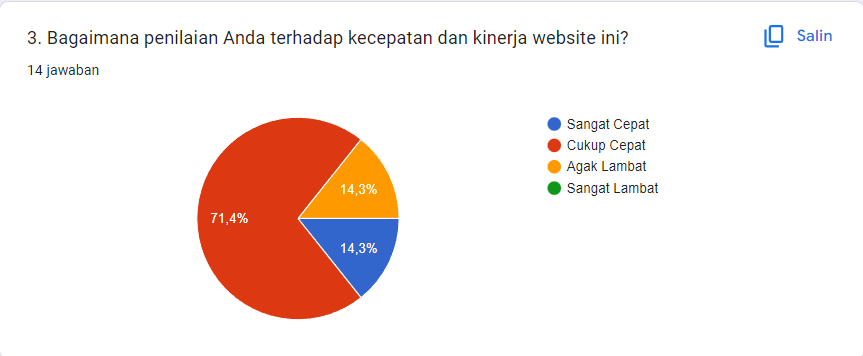 3. Bagaimana penilaian Anda terhadap kecepatan dan kinerja website ini?
Salin
14 jawaban
Sangat Cepat
Cukup Cepat
Agak Lambat
Sangat Lambat
14,3%
71,4%
14,3%